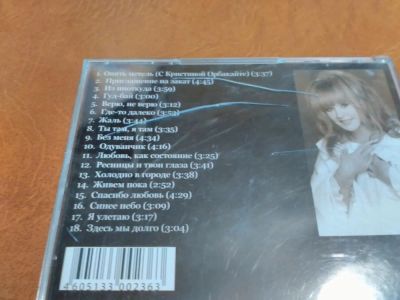 1. Опять метель (С Кристиной Орбакайте) (3:37)
2. Приглашение на закат (4:45)
3. Из ниоткуда (3:59)
4. Гуд-бай (3:00)
5. Верю, не верю (3:12)
6. Где-то далеко (3:52)
7. Жаль (3:44)
8. Ты там, я там (3:35)
9. Без меня (4:34)
10. Одуванчик (4:16)
11. Любовь, как состояние (3:25)
12. Ресницы и твои глаза (3:41)
13. Холодно в городе (3:38)
14. Живем пока (2:52)
15. Спасибо любовь (4:29)
16. Синее небо (3:09)
17. Я улетаю (3:17)
18. Здесь мы долго (3:04)
4605133 002363